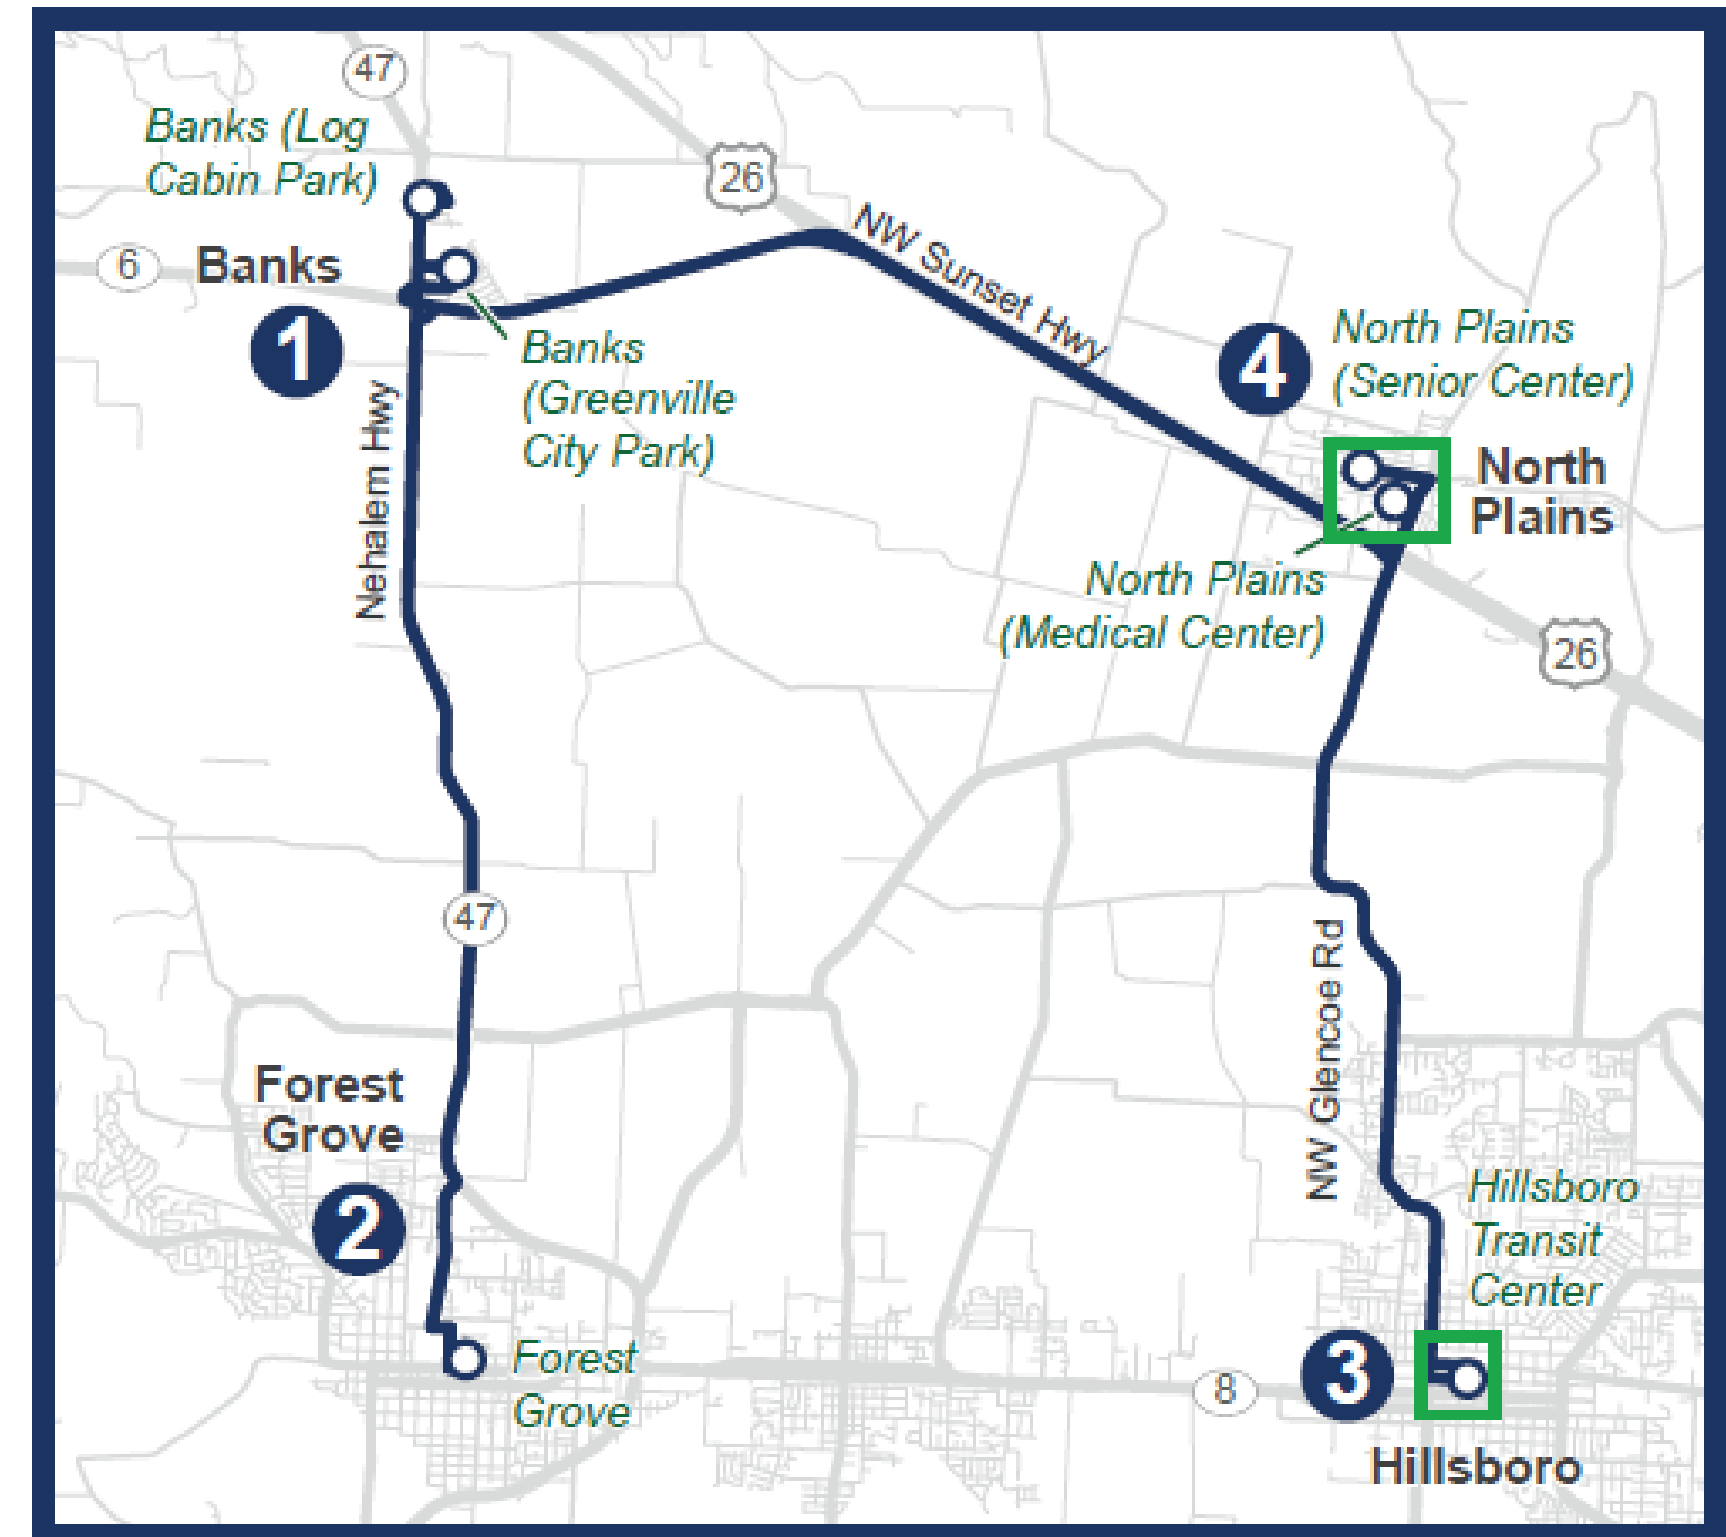 47
Banks (Log
Cabin Park)
26
6
Banks
NW Sunset Hwy
1
Banks
(Greenville
City Park)
4
North Plains
(Senior Center)
Nehalem Hwy
North
Plains
North Plains
(Medical Center)
26
47
NW Glencoe Rd
Forest
Grove
2
Hillsboro
Transit
Center
Forest
Grove
3
8
Hillsboro